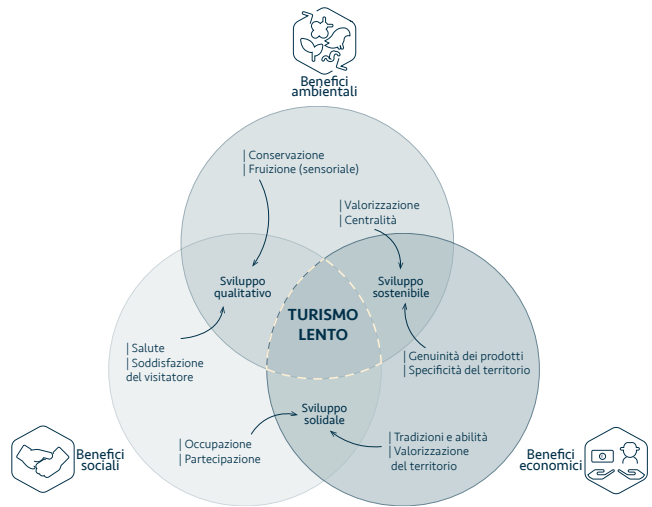 Benefici
ambientali
| Conservazione
| Fruizione (sensoriale)
| Valorizzazione
| Centralità
Sviluppo
qualitativo
Sviluppo
sostenibile
TURISMO
LENTO
| Salute
| Soddisfazione
del visitatore
| Genuinità dei prodotti
| Specificità del territorio
Sviluppo
solidale
| Occupazione
| Partecipazione
| Tradizioni e abilità
| Valorizzazione
del territorio
Benefici
sociali
Benefici
economici